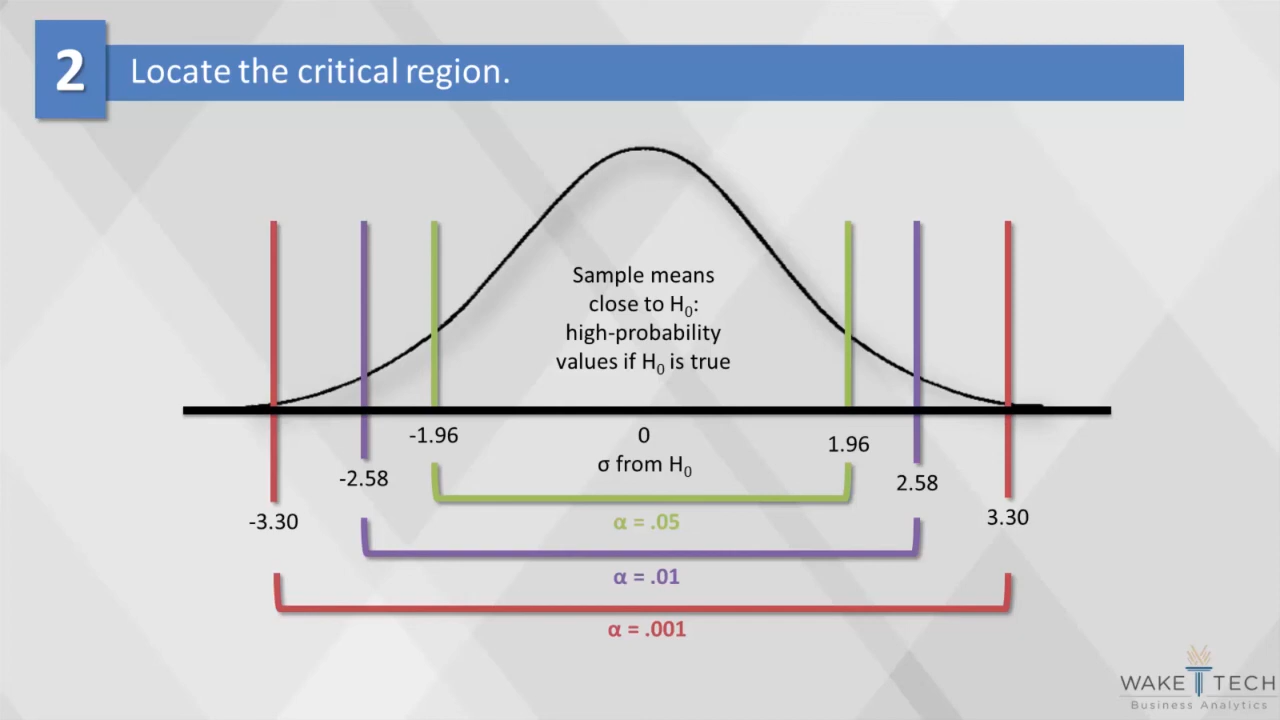 2
Locate the critical region.
Sample means
close to H₀:
high-probability
values if H₀ is true
-1.96
0
1.96
σ from H₀
-2.58
2.58
-3.30
3.30
α = .05
α = .01
α = .001
WAKE TECH
Business Analytics